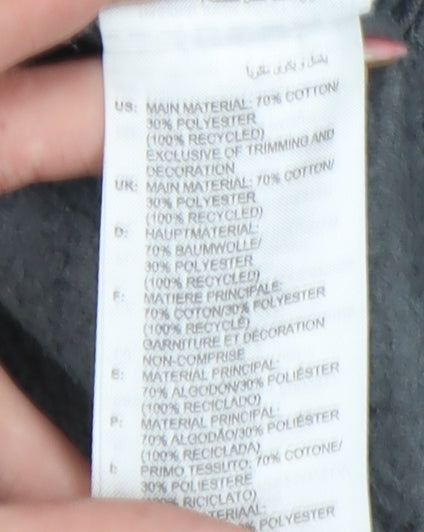 US: MAIN MATERIAL: 70% COTTON/
30% POLYESTER
(100% RECYCLED)
EXCLUSIVE OF TRIMMING AND
DECORATION
UK: MAIN MATERIAL: 70% COTTON/
30% POLYESTER
(100% RECYCLED)
D: HAUPTMATERIAL:
70% BAUMWOLLE/
30% POLYESTER
(100% RECYCLED)
F: MATIERE PRINCIPALE:
70% COTON/30% POLYESTER
(100% RECYCLÉ)
GARNITURE ET DÉCORATION
NON-COMPRISE
E: MATERIAL PRINCIPAL:
70% ALGODÓN/30% POLIÉSTER
(100% RECICLADO)
P: MATERIAL PRINCIPAL:
70% ALGODÃO/30% POLIÉSTER
(100% RECICLADA)
I: PRIMO TESSUTO: 70% COTONE/
30% POLIESTERE
RICICLATO)
% POLYESTER